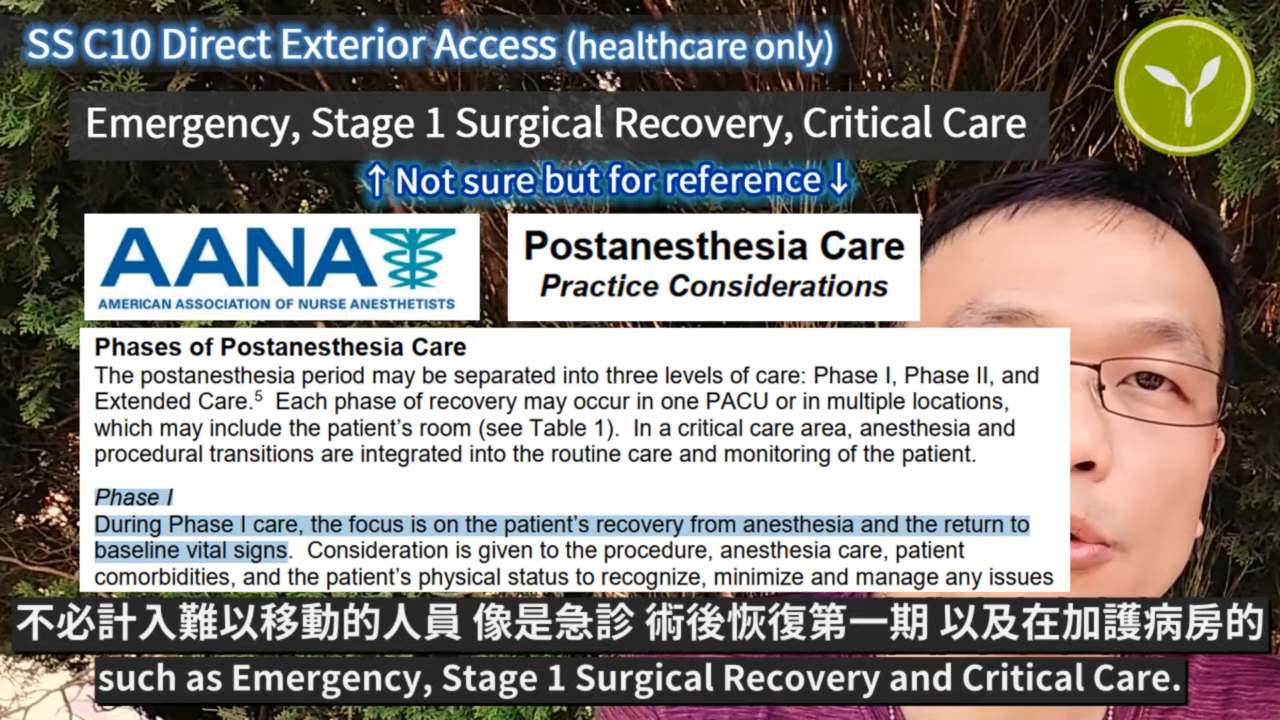 SS C10 Direct Exterior Access (healthcare only)
Emergency, Stage 1 Surgical Recovery, Critical Care
↑Not sure but for reference↓
AANA
AMERICAN ASSOCIATION OF NURSE ANESTHETISTS
Postanesthesia Care
Practice Considerations
Phases of Postanesthesia Care
The postanesthesia period may be separated into three levels of care: Phase I, Phase II, and
Extended Care.⁵ Each phase of recovery may occur in one PACU or in multiple locations,
which may include the patient's room (see Table 1). In a critical care area, anesthesia and
procedural transitions are integrated into the routine care and monitoring of the patient.
Phase I
During Phase I care, the focus is on the patient's recovery from anesthesia and the return to
baseline vital signs. Consideration is given to the procedure, anesthesia care, patient
comorbidities, and the patient's physical status to recognize, minimize and manage any issues
不必計入難以移動的人員 像是急診 術後恢復第一期 以及在加護病房的
such as Emergency, Stage 1 Surgical Recovery and Critical Care.